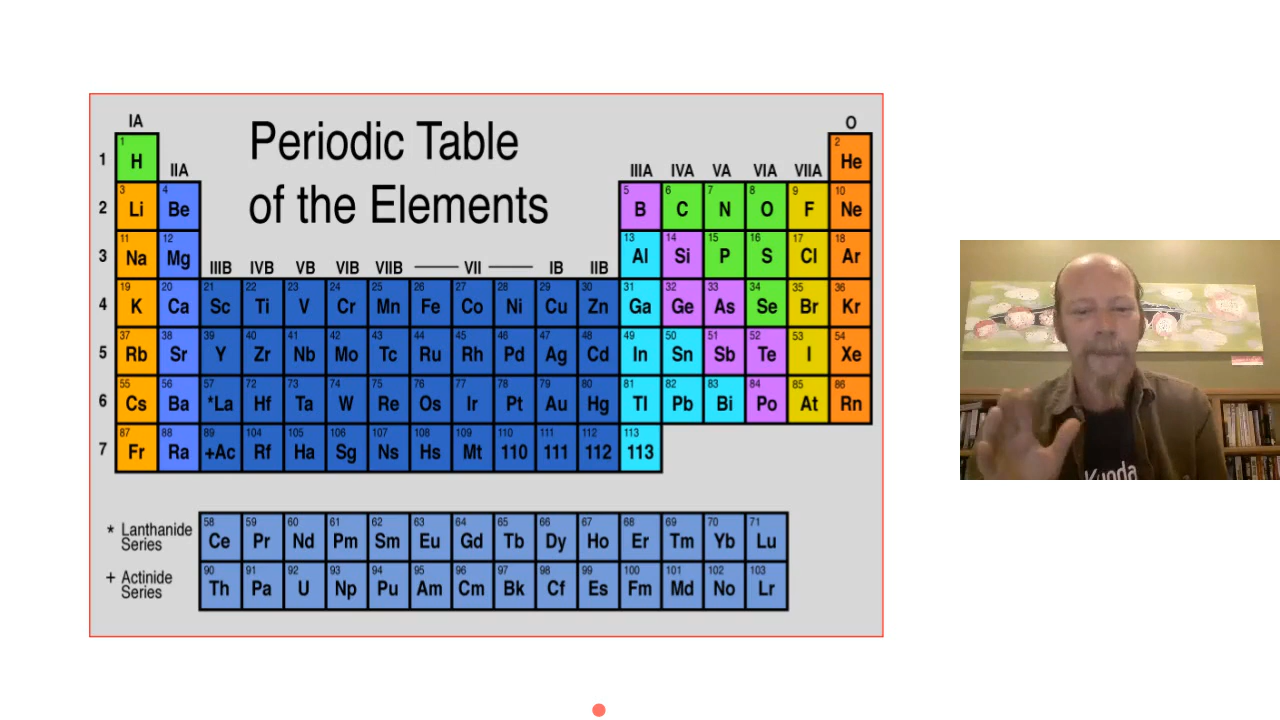 IA
O
Periodic Table
of the Elements
1
1 H
IIA
IIIA IVA VA VIA VIIA
2 He
2
3 Li 4 Be 5 B 6 C 7 N 8 O 9 F 10 Ne
3
11 Na 12 Mg 13 Al 14 Si 15 P 16 S 17 Cl 18 Ar
IIIB IVB VB VIB VIIB VII IB IIB
4
19 K 20 Ca 21 Sc 22 Ti 23 V 24 Cr 25 Mn 26 Fe 27 Co 28 Ni 29 Cu 30 Zn 31 Ga 32 Ge 33 As 34 Se 35 Br 36 Kr
5
37 Rb 38 Sr 39 Y 40 Zr 41 Nb 42 Mo 43 Tc 44 Ru 45 Rh 46 Pd 47 Ag 48 Cd 49 In 50 Sn 51 Sb 52 Te 53 I 54 Xe
6
55 Cs 56 Ba 57 *La 72 Hf 73 Ta 74 W 75 Re 76 Os 77 Ir 78 Pt 79 Au 80 Hg 81 Tl 82 Pb 83 Bi 84 Po 85 At 86 Rn
7
87 Fr 88 Ra 89 +Ac 104 Rf 105 Ha 106 Sg 107 Ns 108 Hs 109 Mt 110 110 111 111 112 112 113 113
* Lanthanide
Series
58 Ce 59 Pr 60 Nd 61 Pm 62 Sm 63 Eu 64 Gd 65 Tb 66 Dy 67 Ho 68 Er 69 Tm 70 Yb 71 Lu
+ Actinide
Series
90 Th 91 Pa 92 U 93 Np 94 Pu 95 Am 96 Cm 97 Bk 98 Cf 99 Es 100 Fm 101 Md 102 No 103 Lr